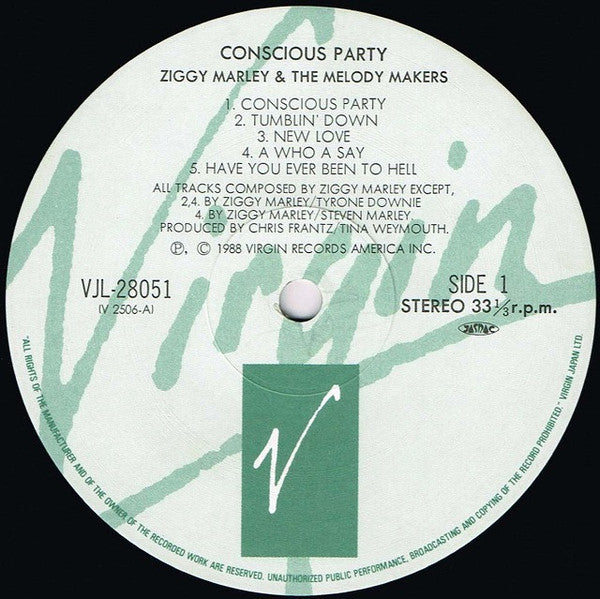 CONSCIOUS PARTY
ZIGGY MARLEY & THE MELODY MAKERS
1. CONSCIOUS PARTY
2. TUMBLIN' DOWN
3. NEW LOVE
4. A WHO A SAY
5. HAVE YOU EVER BEEN TO HELL
ALL TRACKS COMPOSED BY ZIGGY MARLEY EXCEPT,
2,4. BY ZIGGY MARLEY/TYRONE DOWNIE
4. BY ZIGGY MARLEY/STEVEN MARLEY.
PRODUCED BY CHRIS FRANTZ/TINA WEYMOUTH.
Ⓟ, © 1988 VIRGIN RECORDS AMERICA INC.
VJL-28051
(V 2506-A)
SIDE 1
STEREO 33 1/3 r.p.m.
JASRAC
Virgin
V
"ALL RIGHTS OF THE MANUFACTURER AND OF THE OWNER OF THE RECORDED WORK ARE RESERVED. UNAUTHORIZED PUBLIC PERFORMANCE, BROADCASTING AND COPYING OF THE RECORD PROHIBITED." VIRGIN JAPAN LTD.